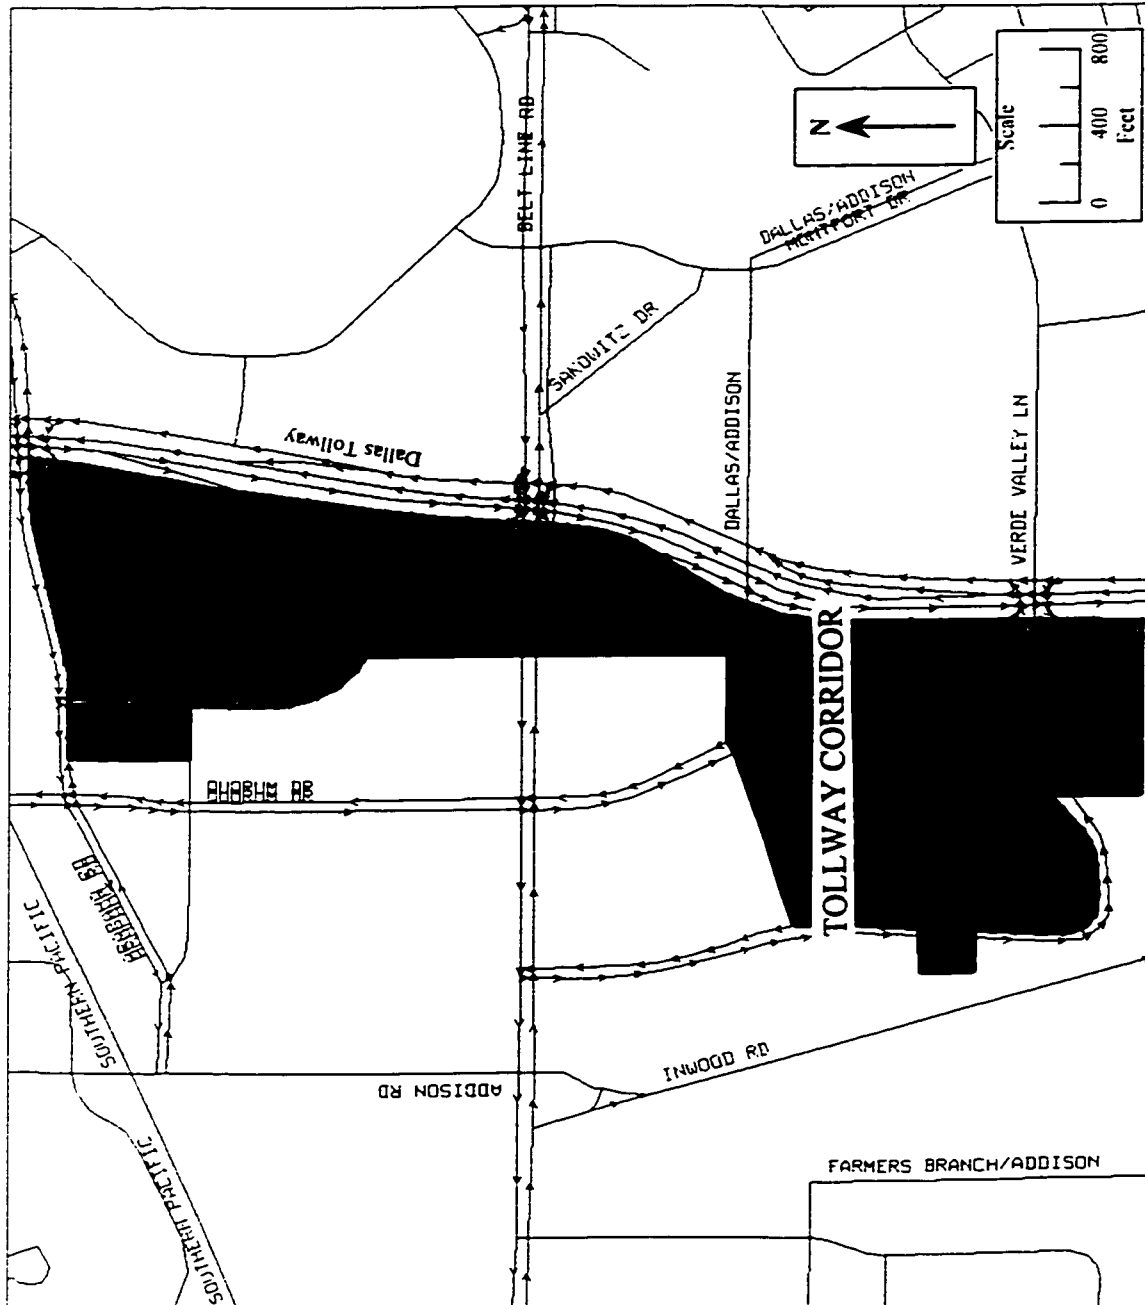 BELT LINE RD
N
Scale
0 400 800
Feet
DALLAS/ADDISON
MONTFORT DR
SAKOWITZ DR
Dallas Tollway
DALLAS/ADDISON
VERDE VALLEY LN
TOLLWAY CORRIDOR
SOUTHERN PACIFIC
ADDISON RD
INWOOD RD
SOUTHERN PACIFIC
FARMERS BRANCH/ADDISON